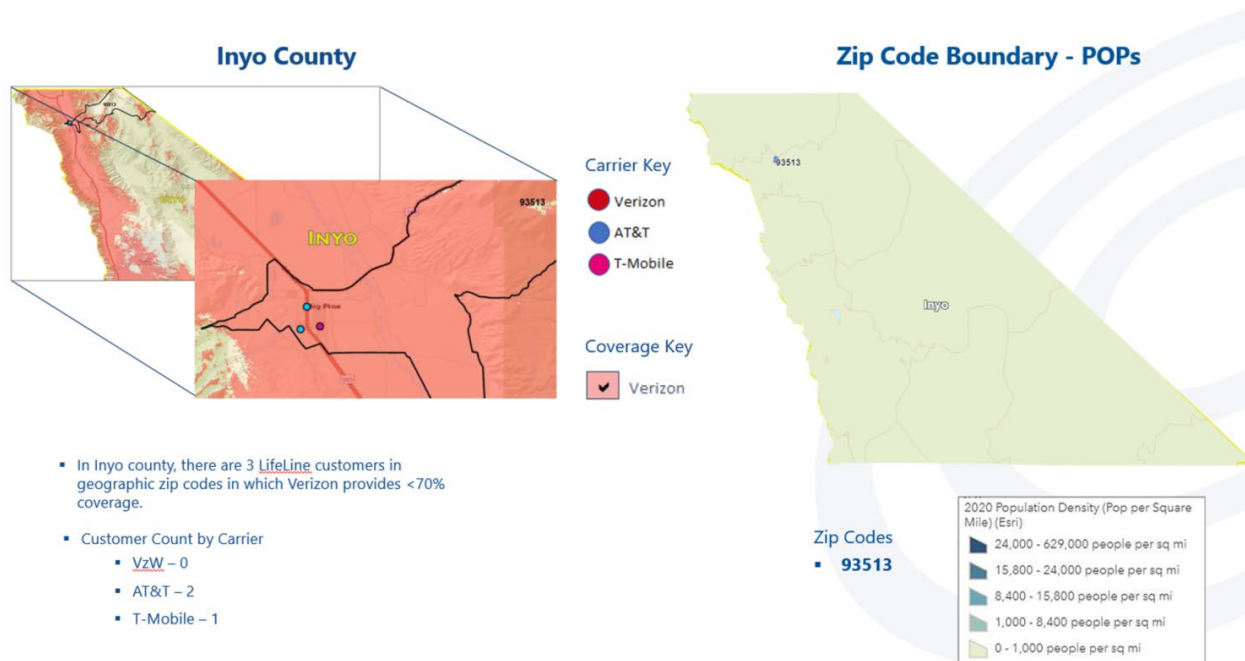 Inyo County
Zip Code Boundary - POPs
93513
INYO
93513
INYO
Big Pine
93513
Inyo
Carrier Key
Verizon
AT&T
T-Mobile
Coverage Key
Verizon
▪ In Inyo county, there are 3 LifeLine customers in
geographic zip codes in which Verizon provides <70%
coverage.
▪ Customer Count by Carrier
▪ VzW – 0
▪ AT&T – 2
▪ T-Mobile – 1
Zip Codes
▪ 93513
2020 Population Density (Pop per Square
Mile) (Esri)
24,000 - 629,000 people per sq mi
15,800 - 24,000 people per sq mi
8,400 - 15,800 people per sq mi
1,000 - 8,400 people per sq mi
0 - 1,000 people per sq mi